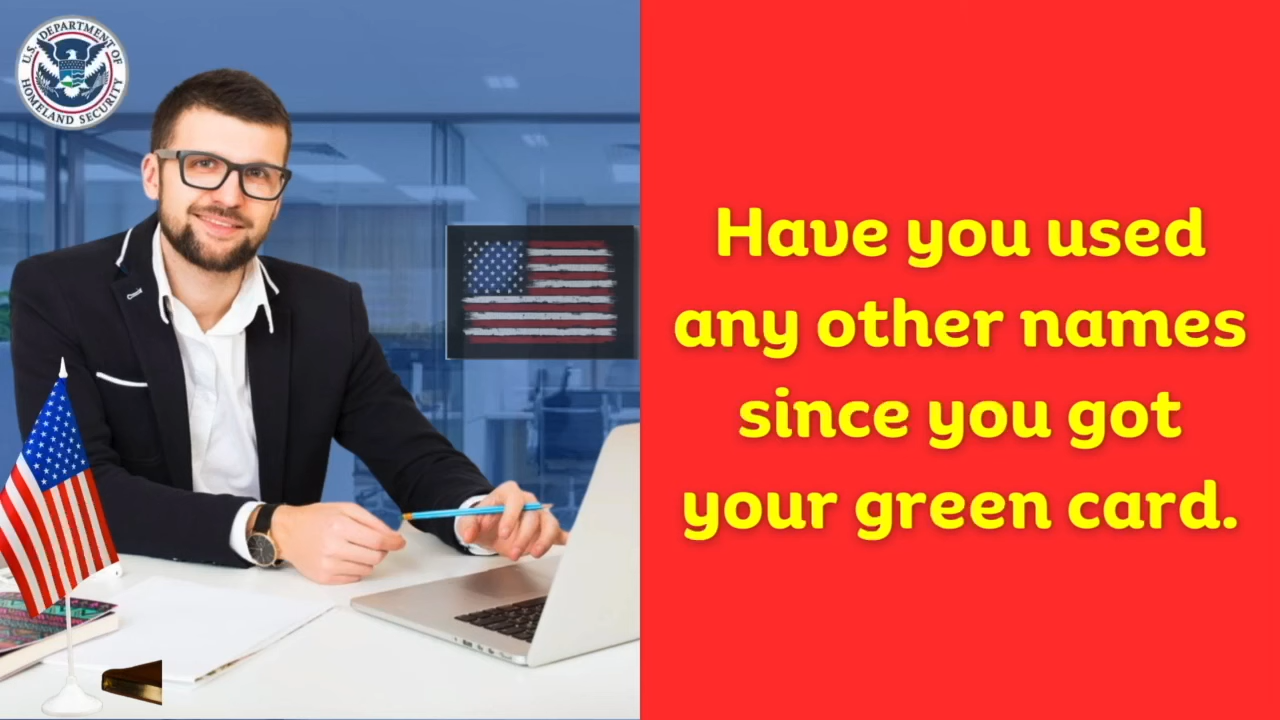 U.S. DEPARTMENT OF
HOMELAND SECURITY
Have you used
any other names
since you got
your green card.